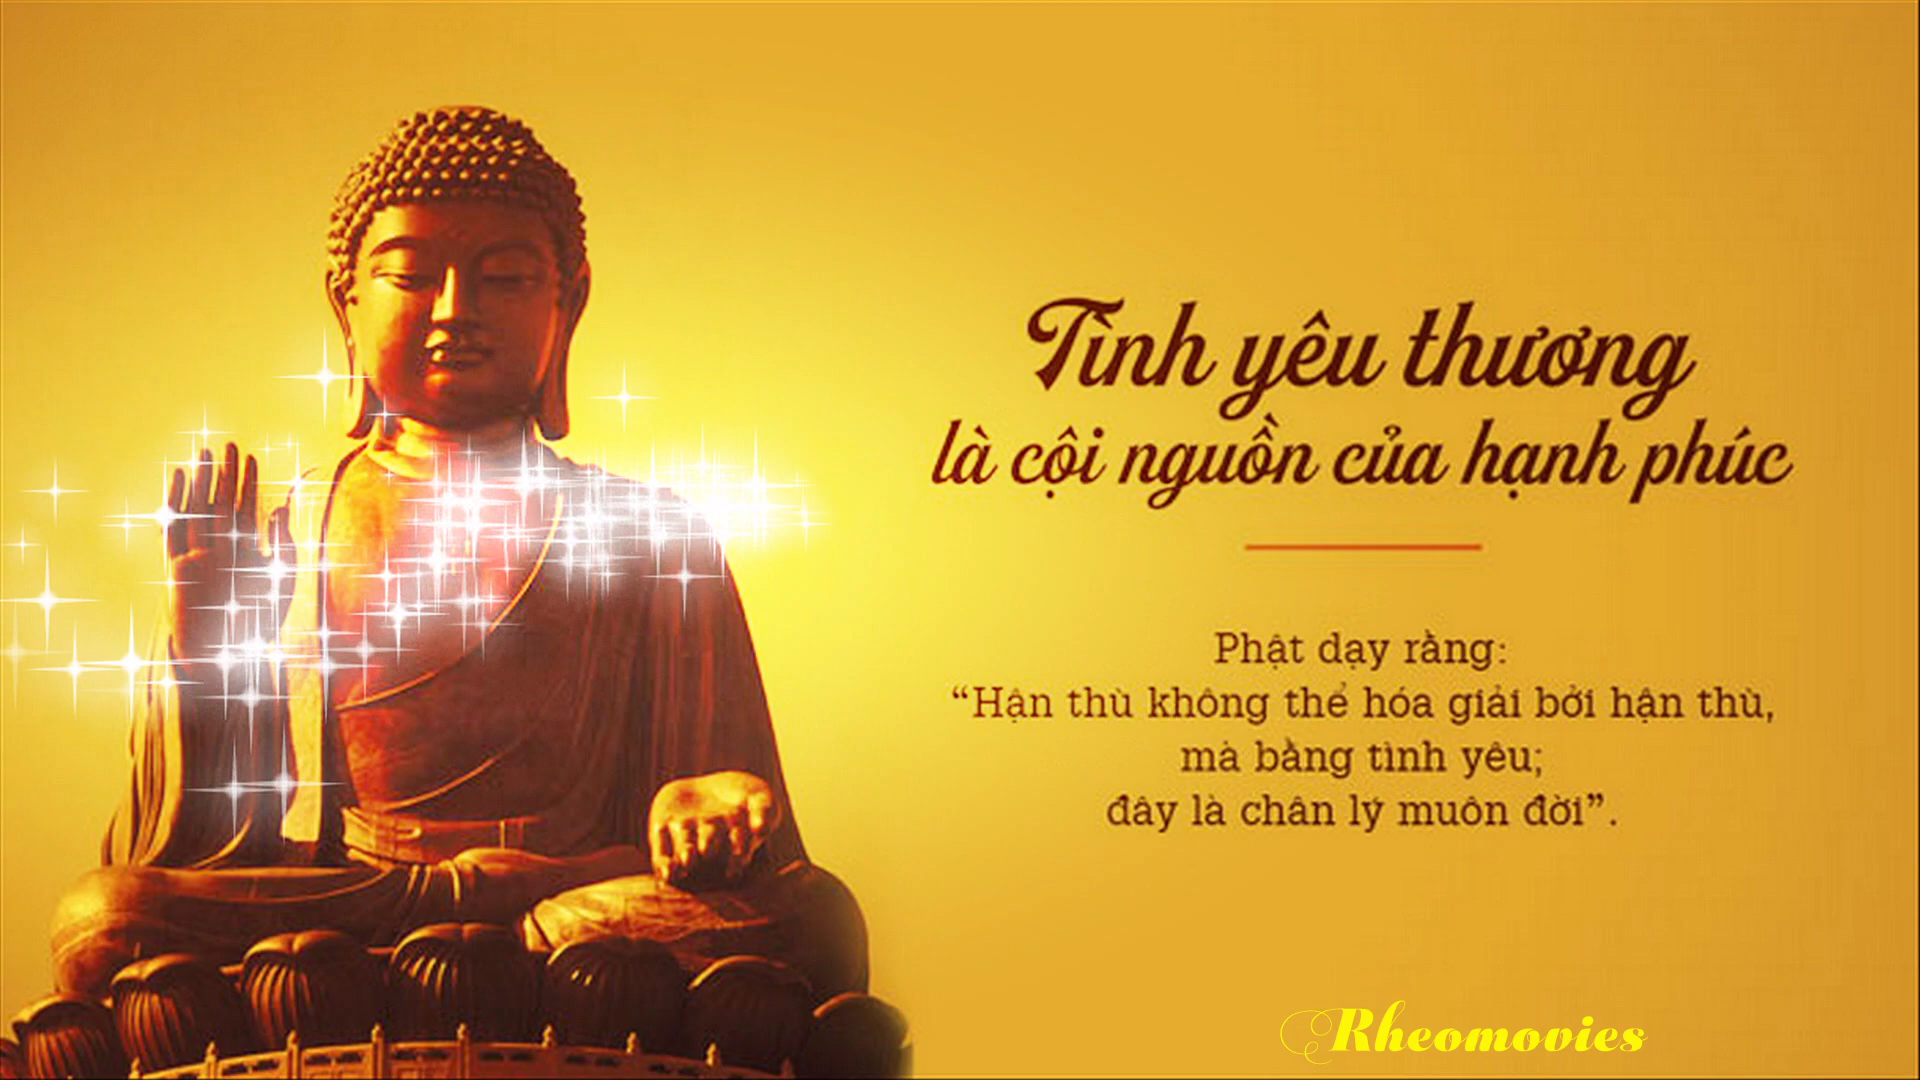 Tình yêu thương
là cội nguồn của hạnh phúc
Phật dạy rằng:
“Hận thù không thể hóa giải bởi hận thù,
mà bằng tình yêu;
đây là chân lý muôn đời”.
Rheomovies